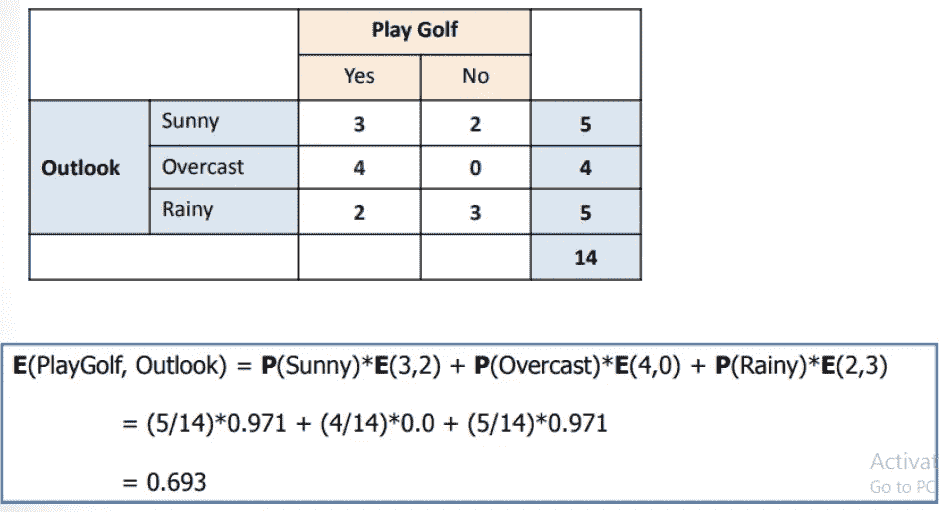 Play Golf
Yes No
Sunny 3 2 5
Outlook Overcast 4 0 4
Rainy 2 3 5
14
E(PlayGolf, Outlook) = P(Sunny)*E(3,2) + P(Overcast)*E(4,0) + P(Rainy)*E(2,3)
= (5/14)*0.971 + (4/14)*0.0 + (5/14)*0.971
= 0.693
Activat
Go to PC